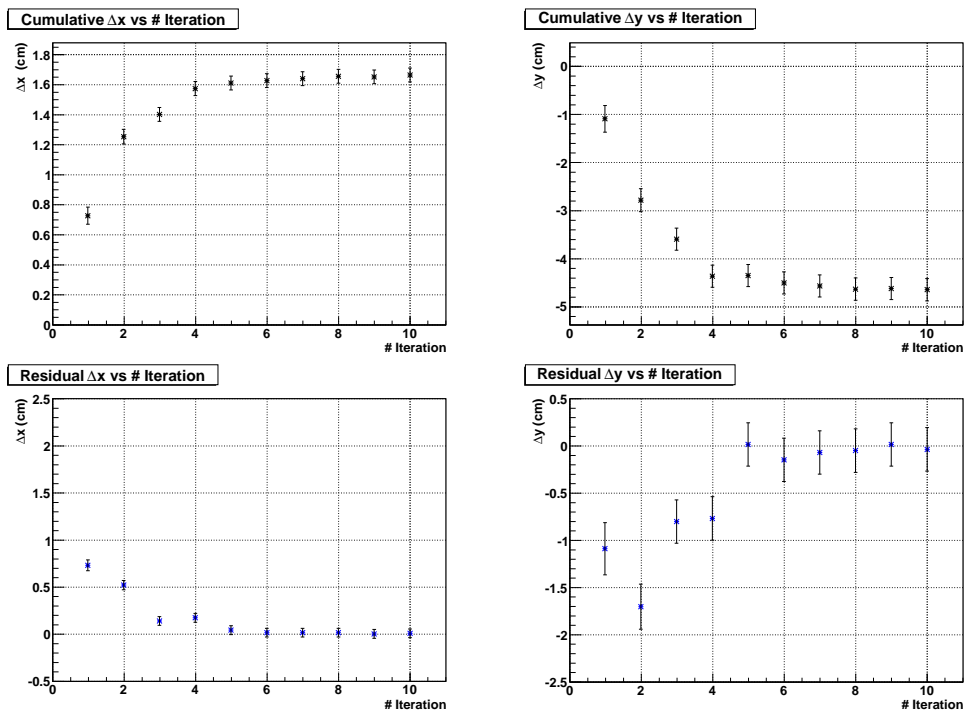 Cumulative Δx vs # Iteration
Δx (cm)
1.8
1.6
1.4
1.2
1
0.8
0.6
0.4
0.2
0
0 2 4 6 8 10
# Iteration
Cumulative Δy vs # Iteration
Δy (cm)
0
-1
-2
-3
-4
-5
0 2 4 6 8 10
# Iteration
Residual Δx vs # Iteration
Δx (cm)
2.5
2
1.5
1
0.5
0
-0.5
0 2 4 6 8 10
# Iteration
Residual Δy vs # Iteration
Δy (cm)
0.5
0
-0.5
-1
-1.5
-2
-2.5
0 2 4 6 8 10
# Iteration